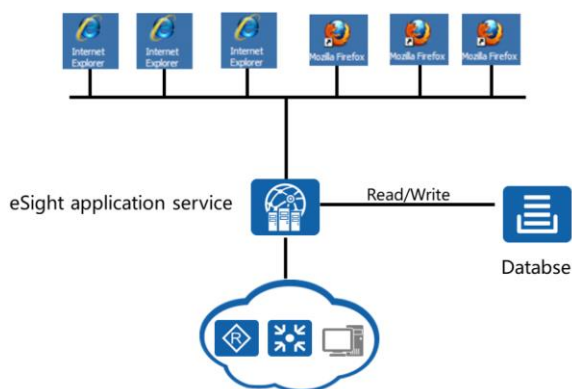 Internet
Explorer
Internet
Explorer
Internet
Explorer
Mozilla Firefox
Mozilla Firefox
Mozilla Firefox
eSight application service
Read/Write
Databse
R